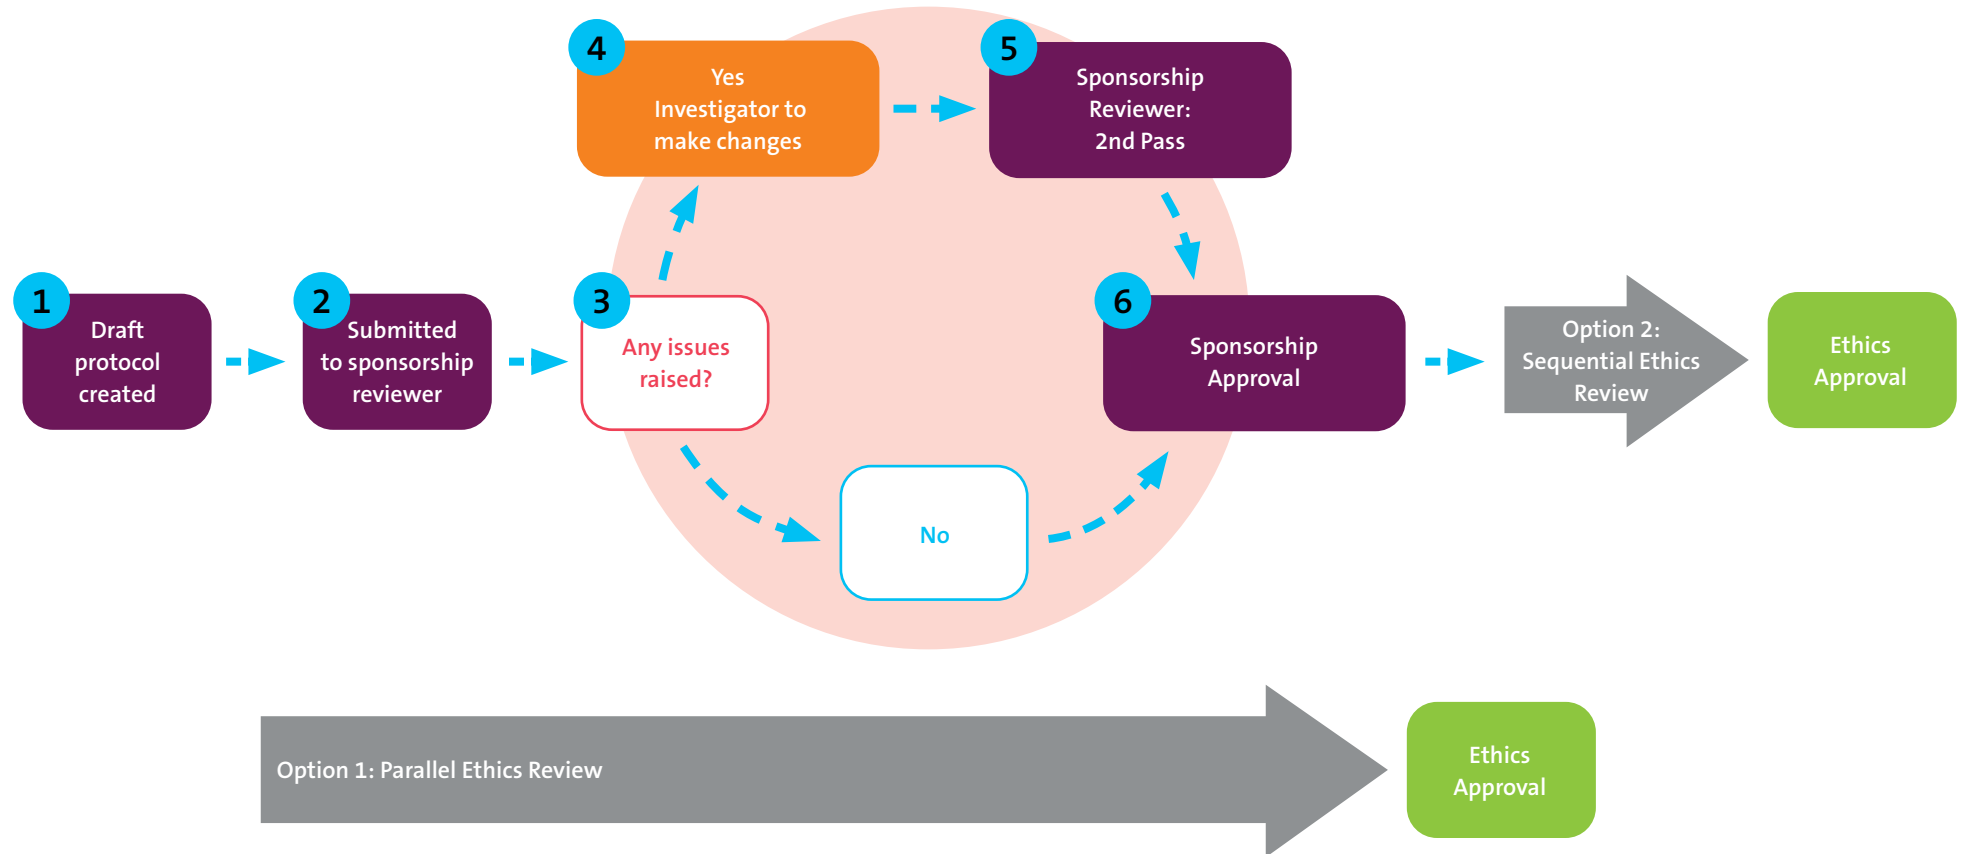 1
Draft
protocol
created
2
Submitted
to sponsorship
reviewer
3
Any issues
raised?
4
Yes
Investigator to
make changes
5
Sponsorship
Reviewer:
2nd Pass
No
6
Sponsorship
Approval
Option 2:
Sequential Ethics
Review
Ethics
Approval
Option 1: Parallel Ethics Review
Ethics
Approval